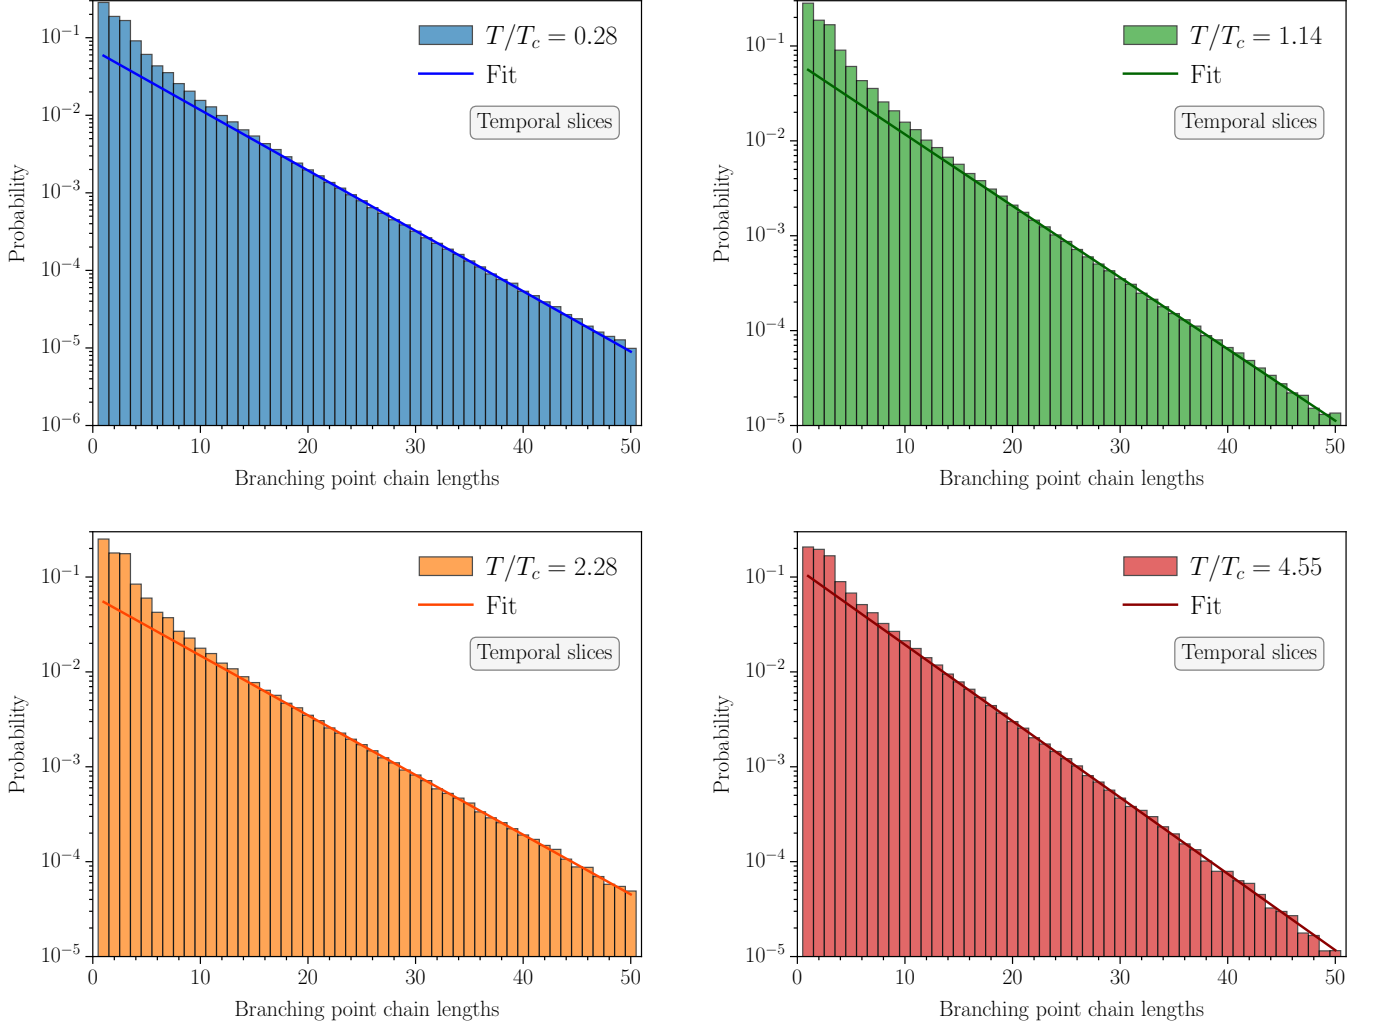 10⁻¹
10⁻²
10⁻³
10⁻⁴
10⁻⁵
10⁻⁶
Probability
0 10 20 30 40 50
Branching point chain lengths
T/T_c = 0.28
Fit
Temporal slices
10⁻¹
10⁻²
10⁻³
10⁻⁴
10⁻⁵
Probability
0 10 20 30 40 50
Branching point chain lengths
T/T_c = 1.14
Fit
Temporal slices
10⁻¹
10⁻²
10⁻³
10⁻⁴
10⁻⁵
Probability
0 10 20 30 40 50
Branching point chain lengths
T/T_c = 2.28
Fit
Temporal slices
10⁻¹
10⁻²
10⁻³
10⁻⁴
10⁻⁵
Probability
0 10 20 30 40 50
Branching point chain lengths
T/T_c = 4.55
Fit
Temporal slices